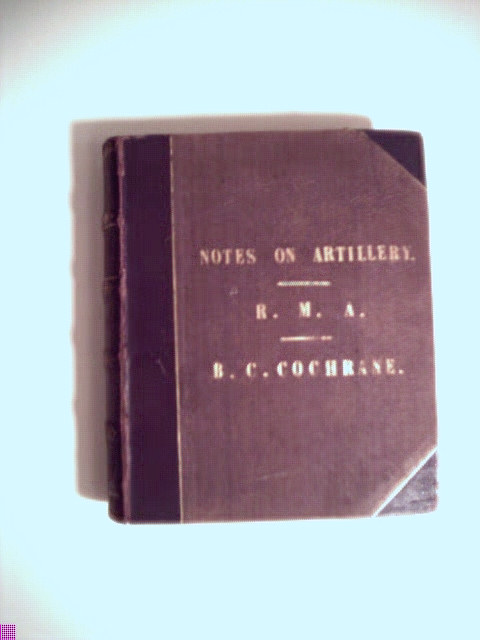 NOTES ON ARTILLERY.
R. M. A.
B. C. COCHRANE.